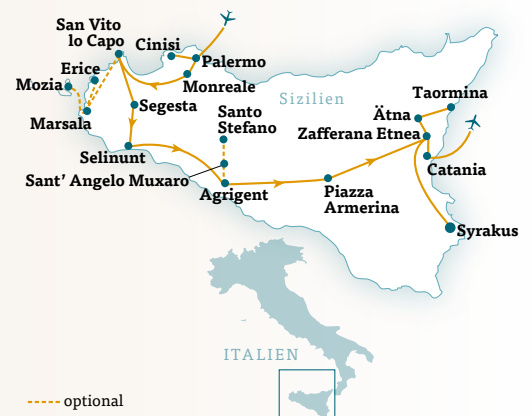 San Vito
lo Capo
Cinisi
Palermo
Erice
Monreale
Mozia
Segesta
Marsala
Santo
Stefano
Sizilien
Taormina
Ätna
Zafferana Etnea
Selinunt
Catania
Sant’ Angelo Muxaro
Agrigent
Piazza
Armerina
Syrakus
ITALIEN
optional